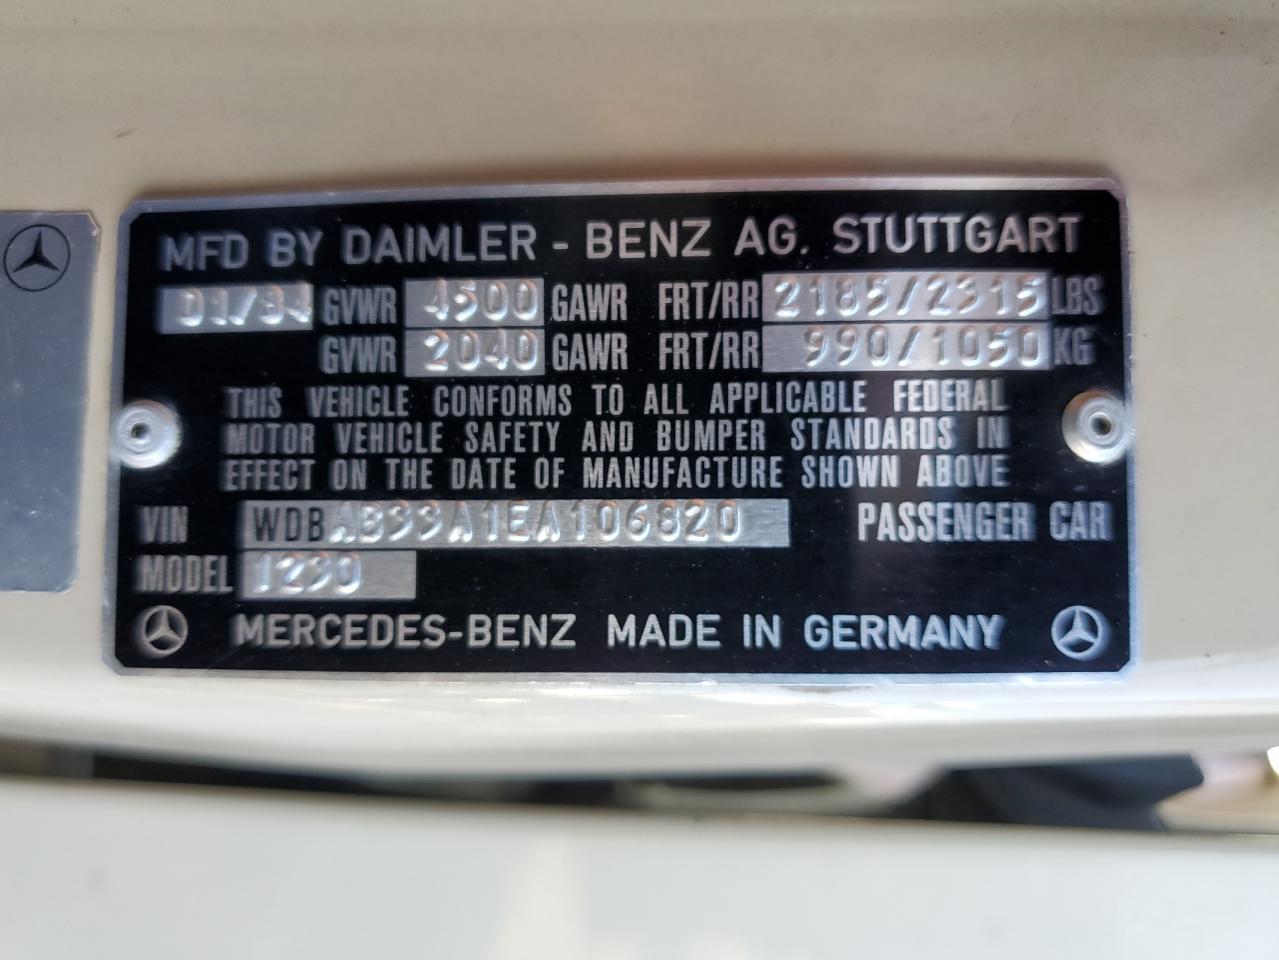 MFD BY DAIMLER - BENZ AG. STUTTGART
01/84 GVWR 4500 GAWR FRT/RR 2185/2315 LBS
GVWR 2040 GAWR FRT/RR 990/1050 KG
THIS VEHICLE CONFORMS TO ALL APPLICABLE FEDERAL
MOTOR VEHICLE SAFETY AND BUMPER STANDARDS IN
EFFECT ON THE DATE OF MANUFACTURE SHOWN ABOVE
VIN WDBAB33A1EA106820 PASSENGER CAR
MODEL 1230
MERCEDES-BENZ MADE IN GERMANY